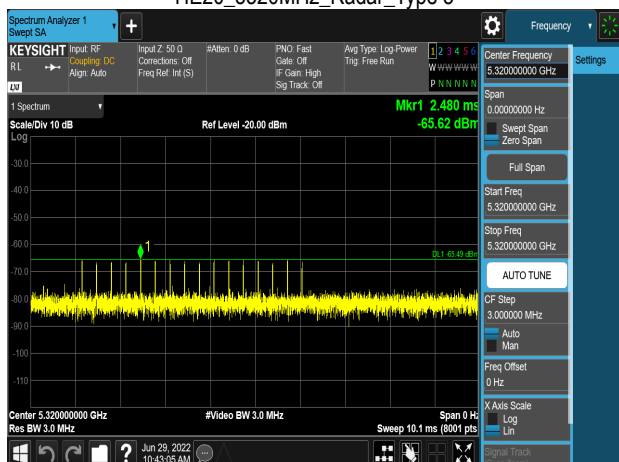 HE20_5320MHz_Radar_Type 3
Spectrum Analyzer 1
Swept SA
Frequency
KEYSIGHT
RL
LXI
Input: RF
Coupling: DC
Align: Auto
Input Z: 50 Ω
Corrections: Off
Freq Ref: Int (S)
#Atten: 0 dB
PNO: Fast
Gate: Off
IF Gain: High
Sig Track: Off
Avg Type: Log-Power
Trig: Free Run
1 2 3 4 5 6
W W W W W W
P N N N N N
1 Spectrum
Mkr1 2.480 ms
Scale/Div 10 dB
Ref Level -20.00 dBm
-65.62 dBm
Log
-30.0
-40.0
-50.0
-60.0
1
DL1 -65.49 dBm
-70.0
-80.0
-90.0
-100
-110
Center 5.320000000 GHz
#Video BW 3.0 MHz
Span 0 Hz
Res BW 3.0 MHz
Sweep 10.1 ms (8001 pts)
Jun 29, 2022
10:43:05 AM
Center Frequency
5.320000000 GHz
Settings
Span
0.00000000 Hz
Swept Span
Zero Span
Full Span
Start Freq
5.320000000 GHz
Stop Freq
5.320000000 GHz
AUTO TUNE
CF Step
3.000000 MHz
Auto
Man
Freq Offset
0 Hz
X Axis Scale
Log
Lin
Signal Track